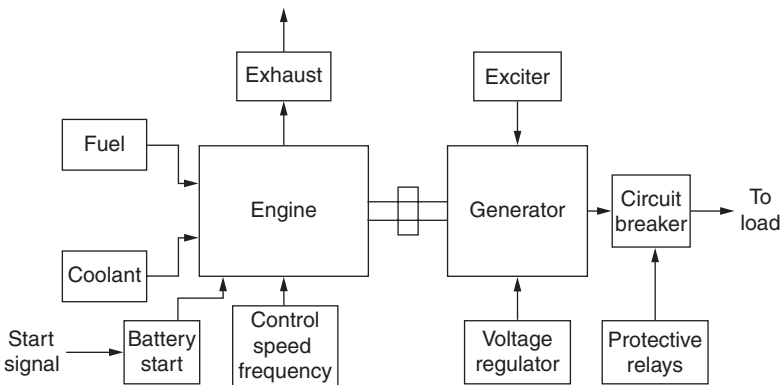 Exhaust
Exciter
Fuel
Engine
Generator
Circuit
breaker
To
load
Coolant
Start
signal
Battery
start
Control
speed
frequency
Voltage
regulator
Protective
relays